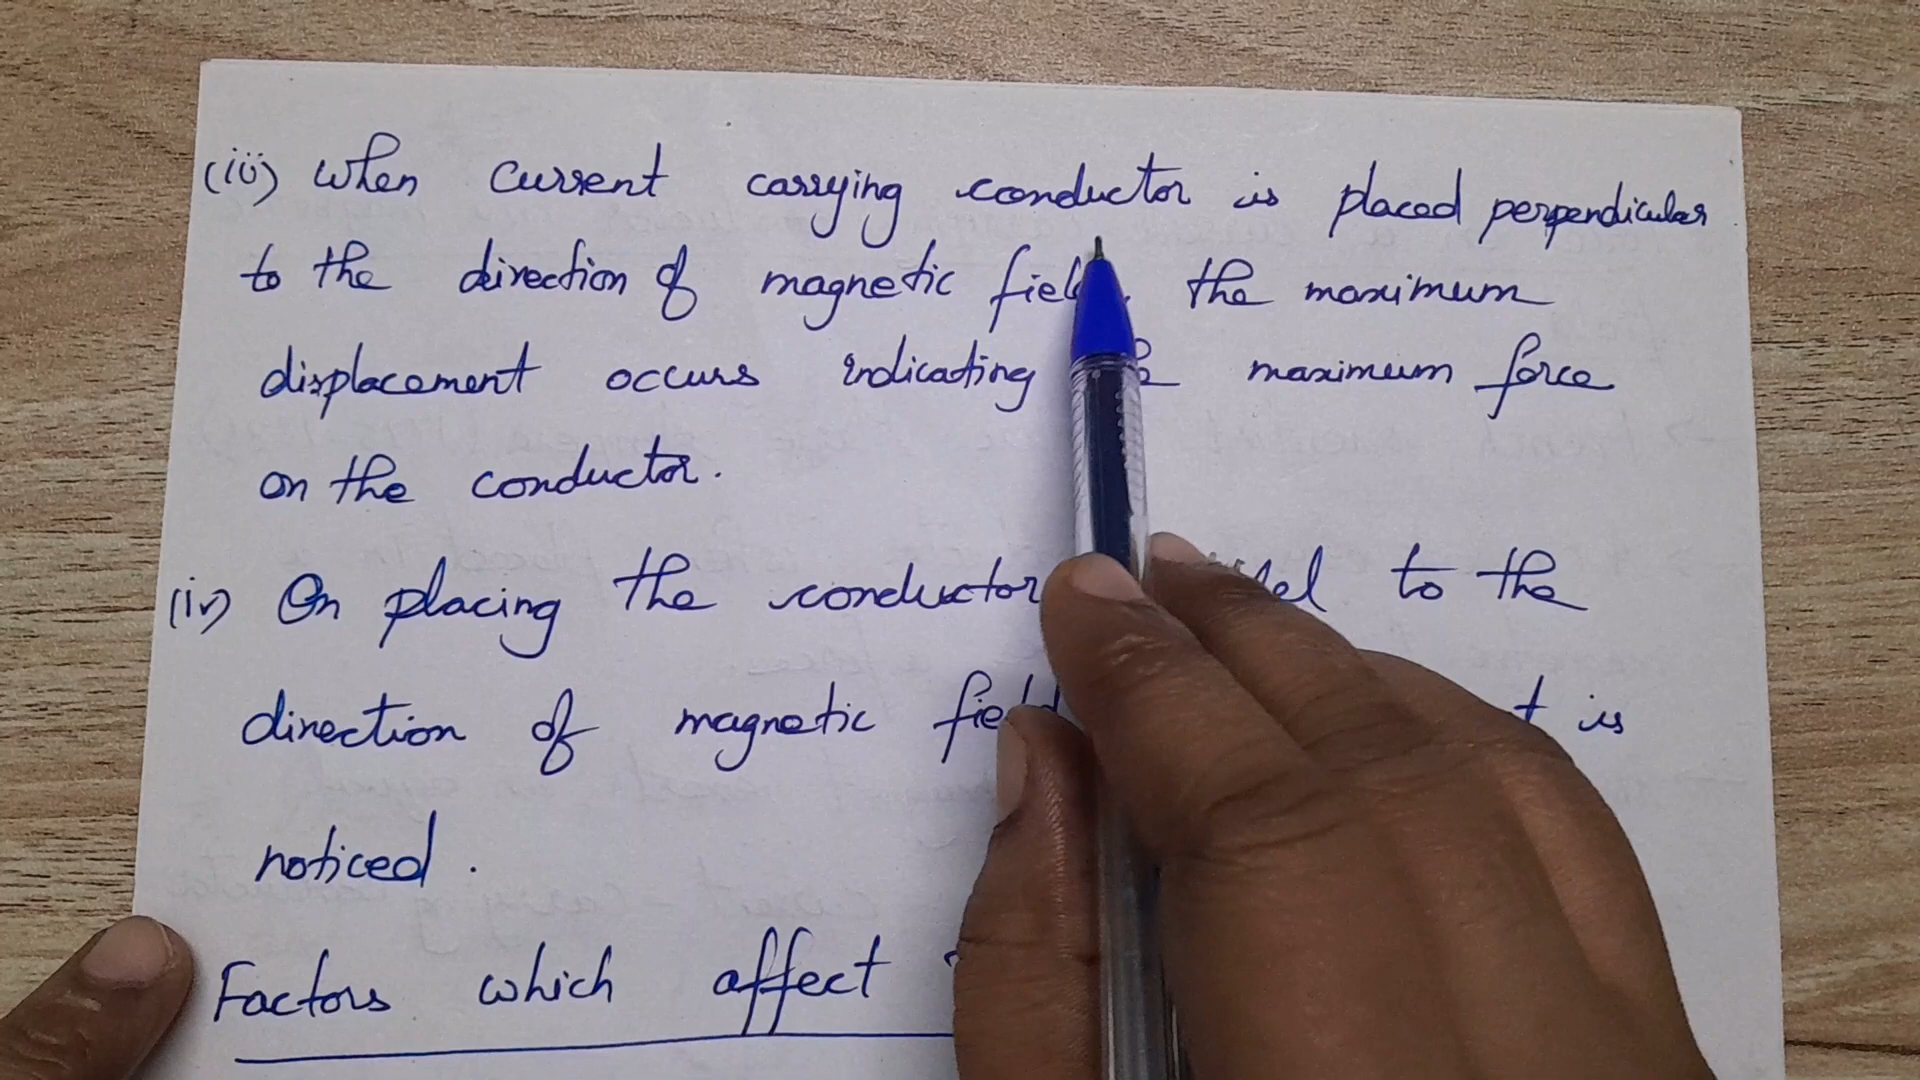 (iii) When current carrying conductor is placed perpendicular
to the direction of magnetic field, the maximum
displacement occurs indicating maximum force
on the conductor.
(iv) On placing the conductor to the
direction of magnetic is
noticed.
Factors which affect